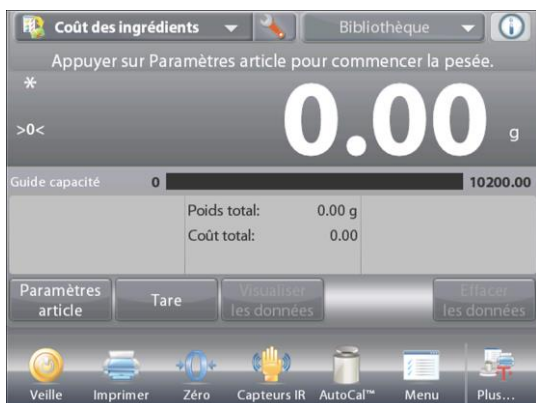 Coût des ingrédients Bibliothèque
Appuyer sur Paramètres article pour commencer la pesée.
*
>0<
0.00 g
Guide capacité 0 10200.00
Poids total: 0.00 g
Coût total: 0.00
Paramètres article Tare Visualiser les données Effacer les données
Veille Imprimer Zéro Capteurs IR AutoCal™ Menu Plus...